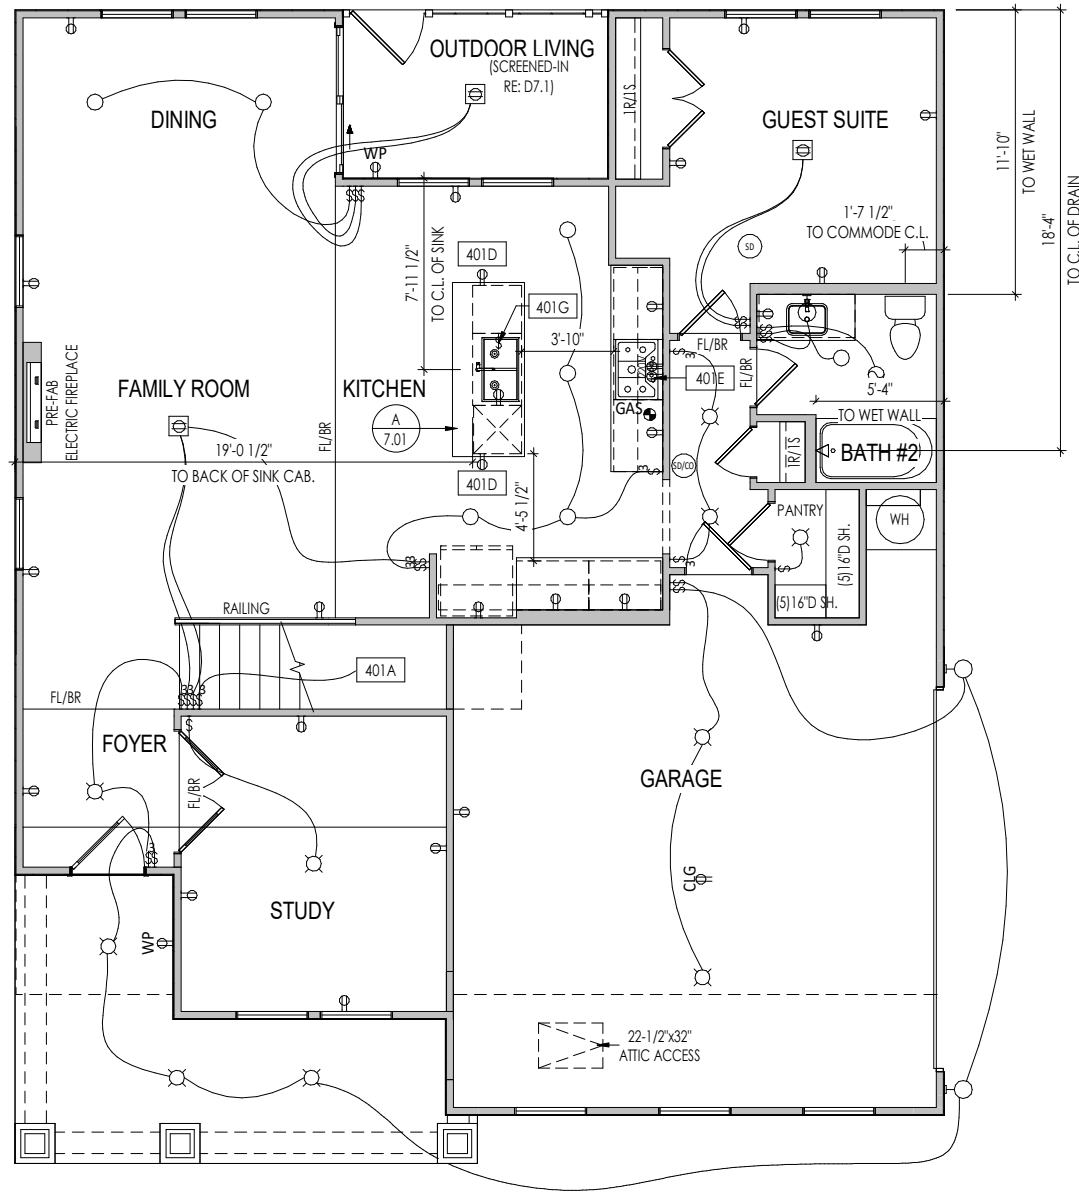 OUTDOOR LIVING
(SCREENED-IN
RE: D7.1)
DINING
WP
1R/1S
GUEST SUITE
11'-10"
TO WET WALL
18'-4"
TO C.L. OF DRAIN
1'-7 1/2"
TO COMMODE C.L.
SD
7'-11 1/2"
TO C.L. OF SINK
401D
401G
3'-10"
401E
GAS
FL/BR
FL/BR
5'-4"
TO WET WALL
BATH #2
1R/1S
SD/CO
PRE-FAB
ELECTRIC FIREPLACE
FAMILY ROOM
KITCHEN
A
7.01
FL/BR
19'-0 1/2"
TO BACK OF SINK CAB.
401D
4'-5 1/2"
PANTRY
WH
(5)16"D SH.
(5)16"D SH.
RAILING
401A
FL/BR
FOYER
FL/BR
GARAGE
CLG
STUDY
WP
22-1/2"x32"
ATTIC ACCESS